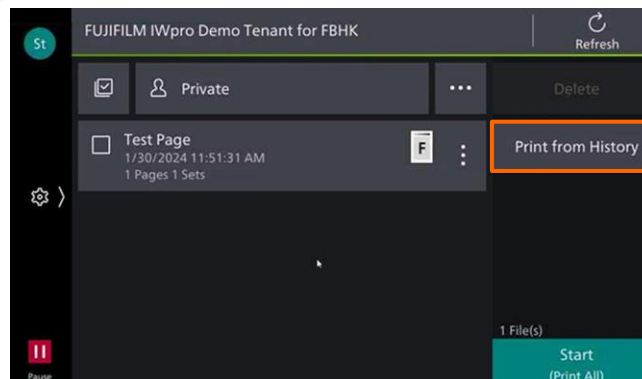 St
FUJIFILM IWpro Demo Tenant for FBHK
Refresh
Private
Delete
Test Page
1/30/2024 11:51:31 AM
1 Pages 1 Sets
F
Print from History
1 File(s)
Start
(Print All)
Pause